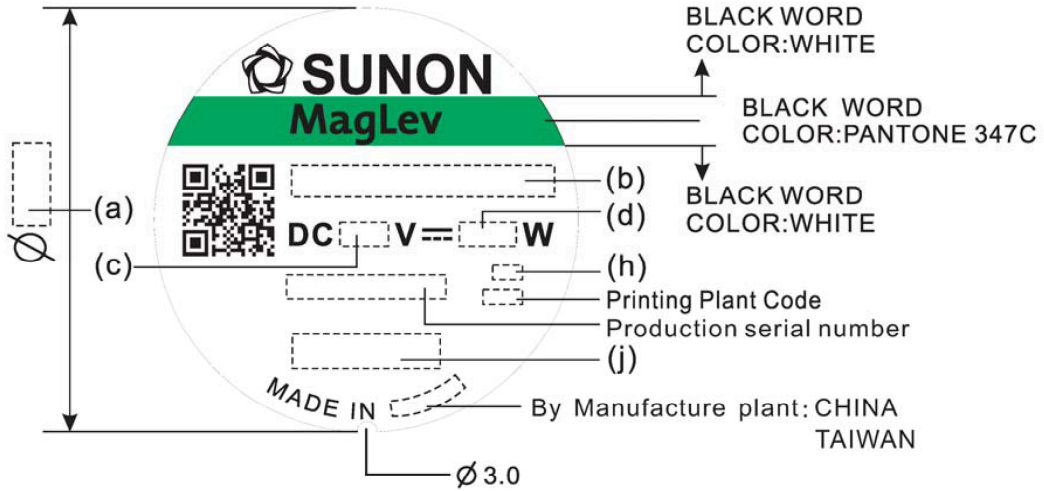 BLACK WORD
COLOR:WHITE
SUNON
MagLev
BLACK WORD
COLOR:PANTONE 347C
(a)
(b)
BLACK WORD
COLOR:WHITE
(d)
DC V W
Ø
(c)
(h)
Printing Plant Code
Production serial number
(j)
MADE IN
By Manufacture plant: CHINA
TAIWAN
Ø 3.0